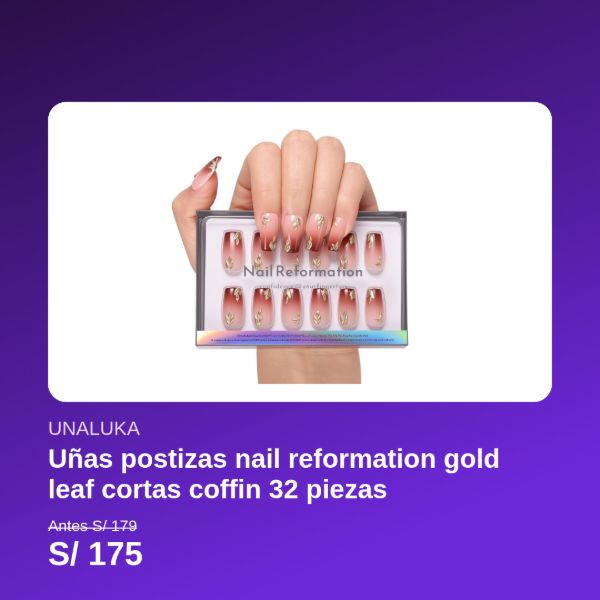 Nail Reformation
UNALUKA
Uñas postizas nail reformation gold
leaf cortas coffin 32 piezas
Antes S/ 179
S/ 175